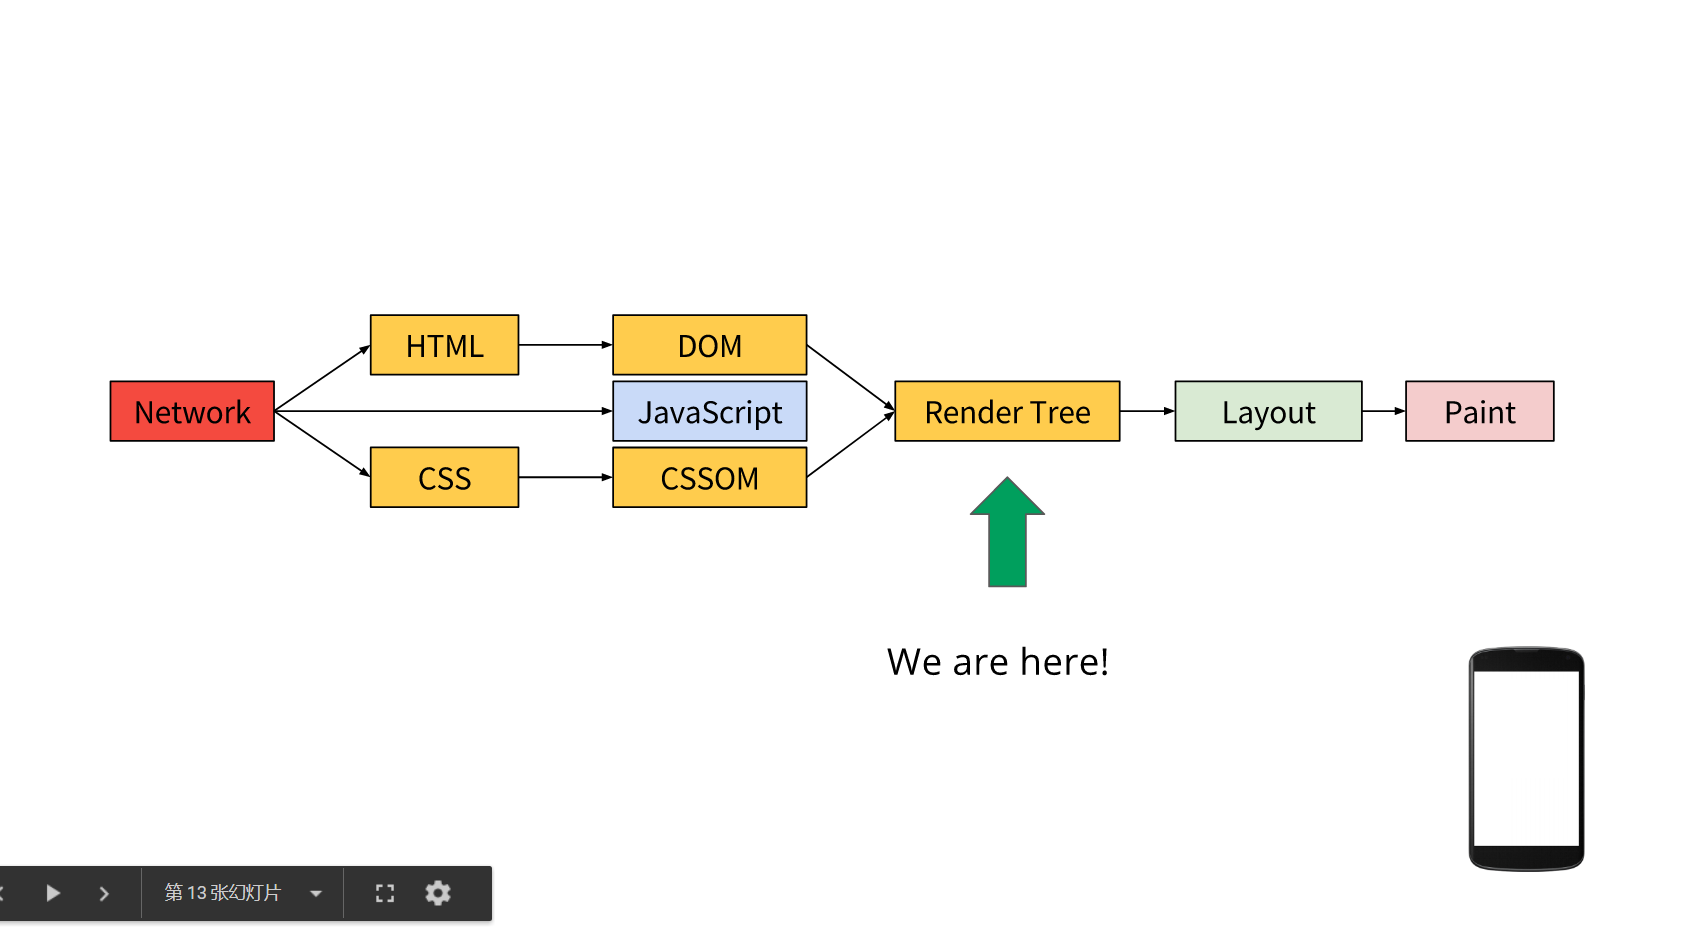 HTML
DOM
Network
JavaScript
Render Tree
Layout
Paint
CSS
CSSOM
We are here!
第 13 张幻灯片